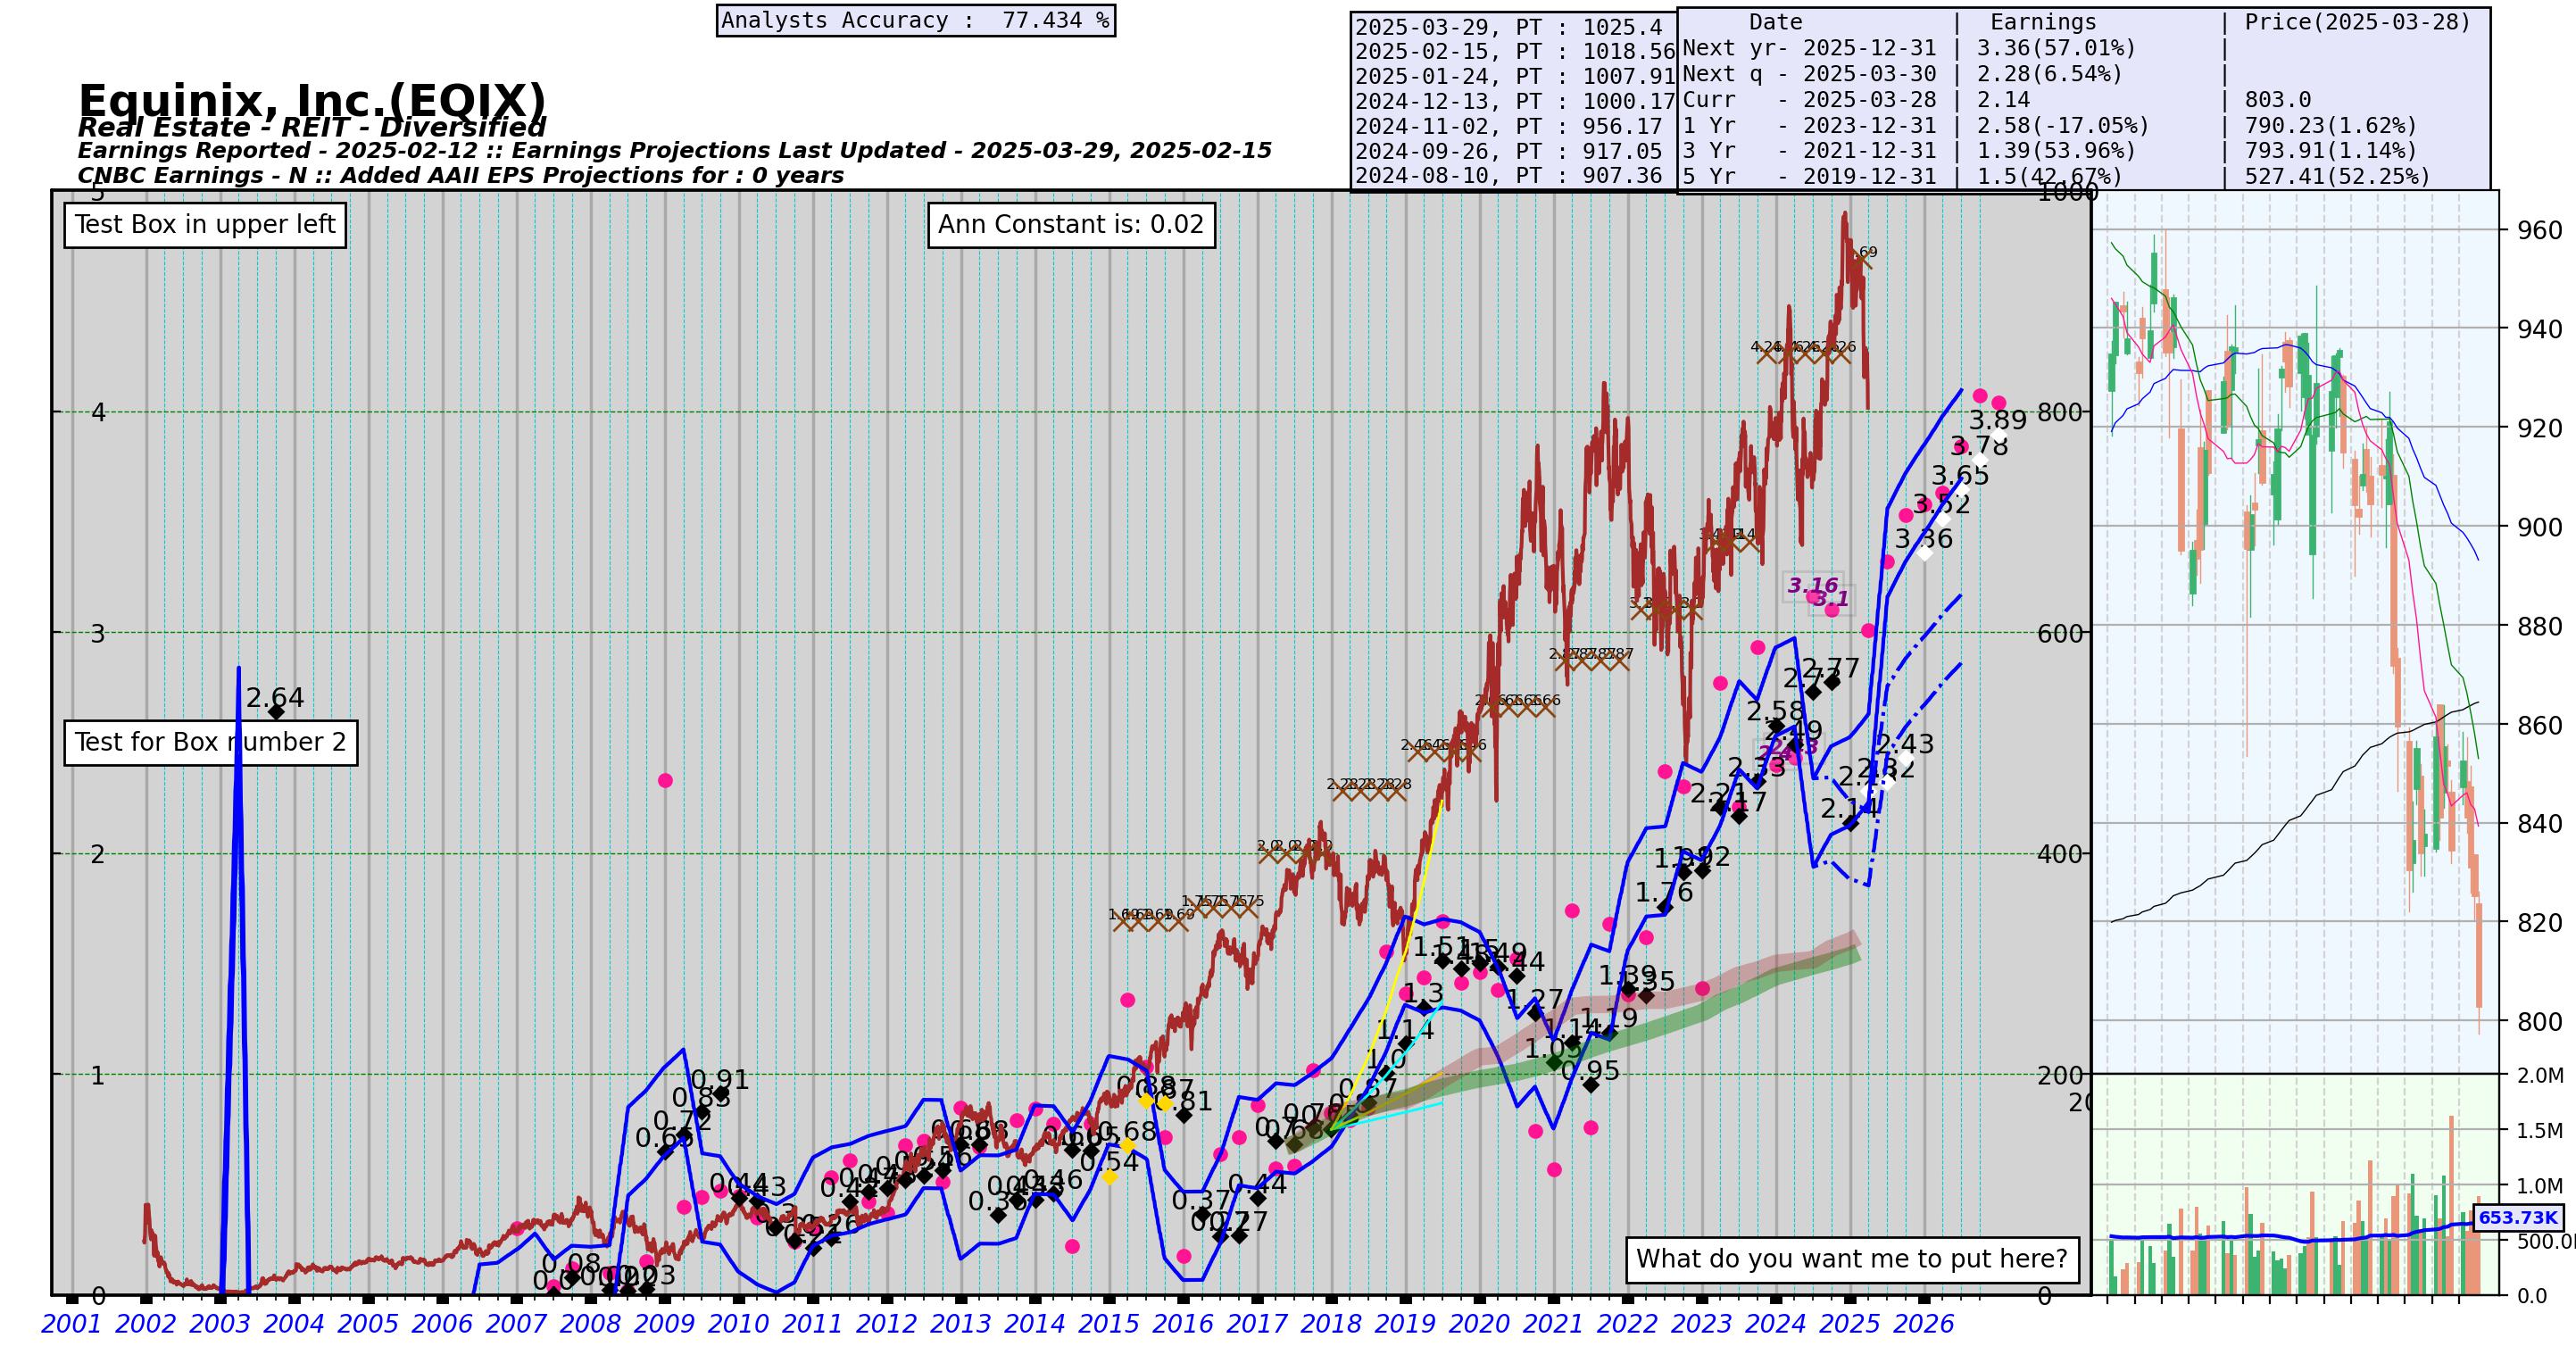 Analysts Accuracy :  77.434 %
2025-03-29, PT : 1025.4
2025-02-15, PT : 1018.56
2025-01-24, PT : 1007.91
2024-12-13, PT : 1000.17
2024-11-02, PT : 956.17
2024-09-26, PT : 917.05
2024-08-10, PT : 907.36
Date | Earnings | Price(2025-03-28)
Next yr- 2025-12-31 | 3.36(57.01%) |
Next q - 2025-03-30 | 2.28(6.54%) |
Curr - 2025-03-28 | 2.14 | 803.0
1 Yr - 2023-12-31 | 2.58(-17.05%) | 790.23(1.62%)
3 Yr - 2021-12-31 | 1.39(53.96%) | 793.91(1.14%)
5 Yr - 2019-12-31 | 1.5(42.67%) | 527.41(52.25%)
Equinix, Inc.(EQIX)
Real Estate - REIT - Diversified
Earnings Reported - 2025-02-12 :: Earnings Projections Last Updated - 2025-03-29, 2025-02-15
CNBC Earnings - N :: Added AAII EPS Projections for : 0 years
Test Box in upper left
Ann Constant is: 0.02
Test for Box number 2
What do you want me to put here?
5
4
3
2
1
0
1000
800
600
400
200
0
960
940
920
900
880
860
840
820
800
2.0M
1.5M
1.0M
653.73K
0.0
2.64
3.89
3.78
3.65
3.52
3.36
3.16
3.1
2.77
2.58
2.49
2.43
2.14
2.33
2.17
1.92
1.76
1.39
1.35
1.19
1.3
1.14
1.0
1.27
0.95
0.91
0.72
0.54
0.68
0.81
0.37
0.27
0.44
2001 2002 2003 2004 2005 2006 2007 2008 2009 2010 2011 2012 2013 2014 2015 2016 2017 2018 2019 2020 2021 2022 2023 2024 2025 2026